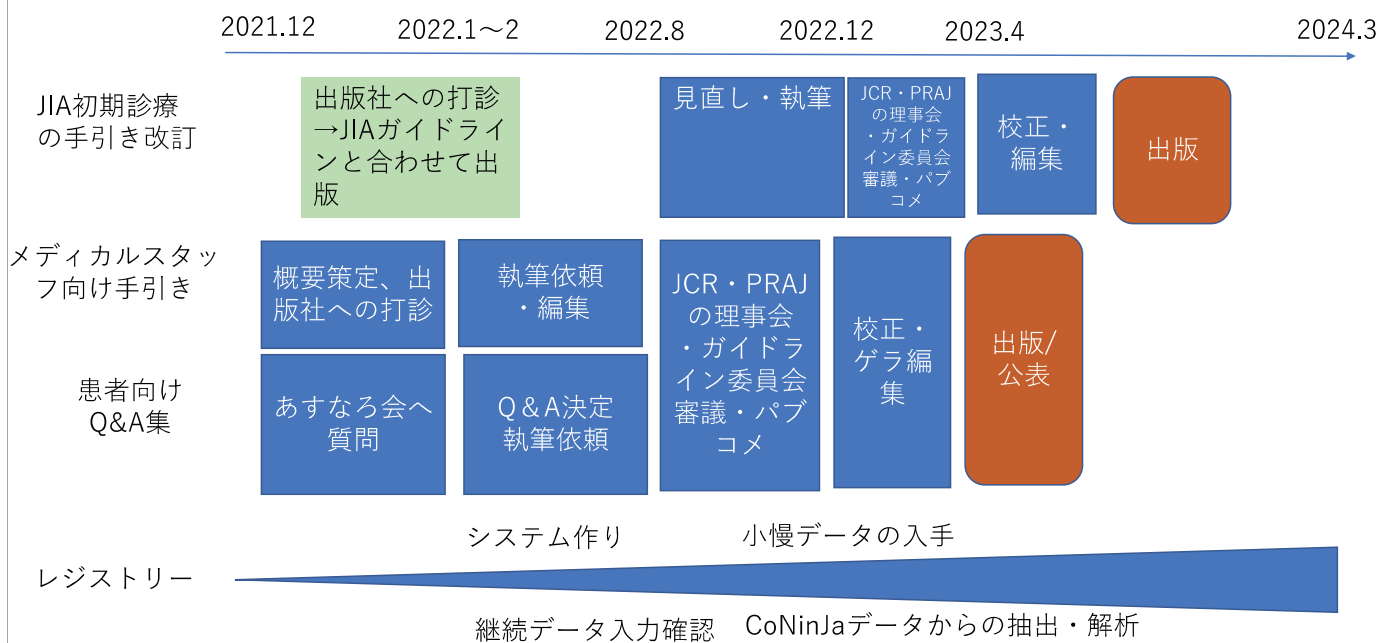 2021.12
2022.1～2
2022.8
2022.12
2023.4
2024.3
JIA初期診療
の手引き改訂
出版社への打診
→JIAガイドライ
ンと合わせて出
版
見直し・執筆
JCR・PRAJ
の理事会
・ガイドラ
イン委員会
審議・パブ
コメ
校正・
編集
出版
メディカルスタッ
フ向け手引き
概要策定、出
版社への打診
執筆依頼
・編集
JCR・PRAJ
の理事会
・ガイドラ
イン委員会
審議・パブ
コメ
校正・
ゲラ編
集
出版/
公表
患者向け
Q&A集
あすなろ会へ
質問
Q＆A決定
執筆依頼
システム作り
小慢データの入手
レジストリー
継続データ入力確認
CoNinJaデータからの抽出・解析